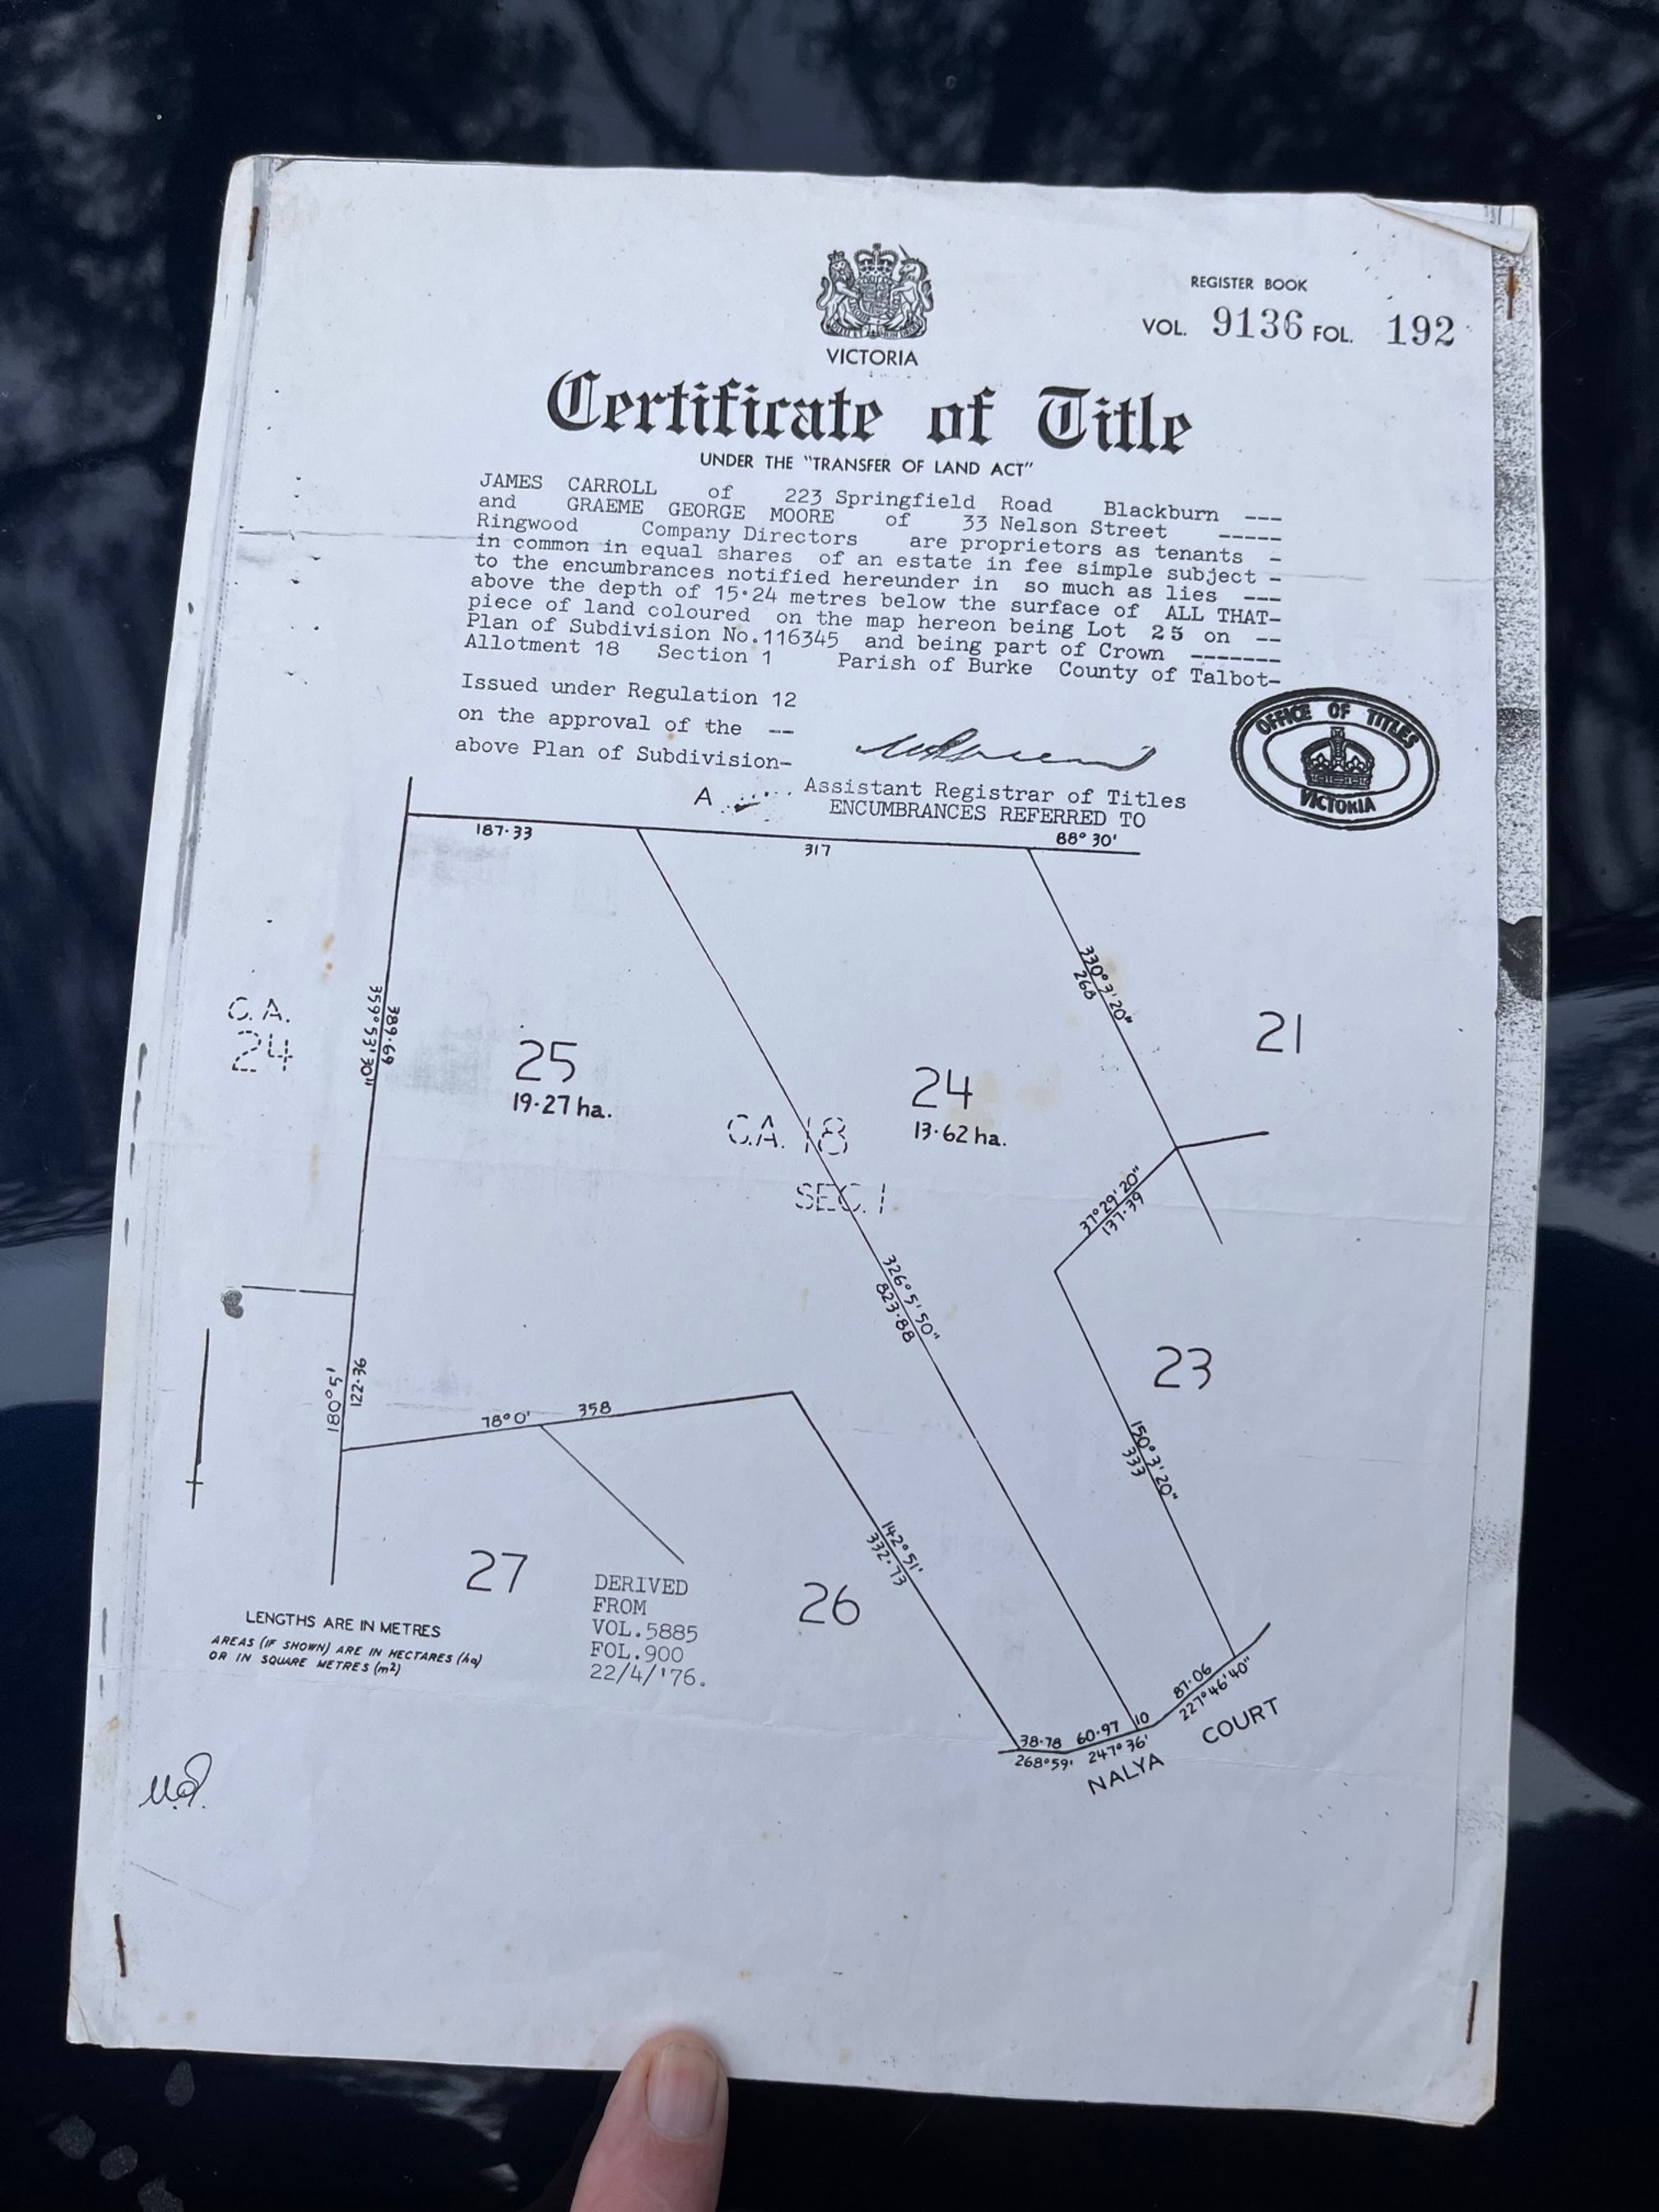 REGISTER BOOK
VOL. 9136 FOL. 192
VICTORIA
Certificate of Title
UNDER THE "TRANSFER OF LAND ACT"
JAMES CARROLL of 223 Springfield Road Blackburn ---
and GRAEME GEORGE MOORE of 33 Nelson Street -----
Ringwood Company Directors are proprietors as tenants -
in common in equal shares of an estate in fee simple subject -
to the encumbrances notified hereunder in so much as lies ---
above the depth of 15·24 metres below the surface of ALL THAT-
piece of land coloured on the map hereon being Lot 25 on --
Plan of Subdivision No.116345 and being part of Crown -------
Allotment 18 Section 1 Parish of Burke County of Talbot-
Issued under Regulation 12
on the approval of the --
above Plan of Subdivision-
OFFICE OF TITLES
VICTORIA
A
Assistant Registrar of Titles
ENCUMBRANCES REFERRED TO
187·33
317
88° 30'
330° 3' 20"
268
C.A.
24
359° 53' 30"
389·69
25
19·27 ha.
24
13·62 ha.
21
C.A. 18
SEC. 1
37° 29' 20"
137·39
326° 5' 50"
823·88
23
180° 5'
122·36
78° 0'
358
150° 3' 20"
333
142° 51'
332·73
27
26
DERIVED
FROM
VOL.5885
FOL.900
22/4/'76.
LENGTHS ARE IN METRES
AREAS (IF SHOWN) ARE IN HECTARES (ha)
OR IN SQUARE METRES (m²)
38·78
60·97
10
87·06
268° 59'
247° 36'
227° 46' 40"
NALYA COURT